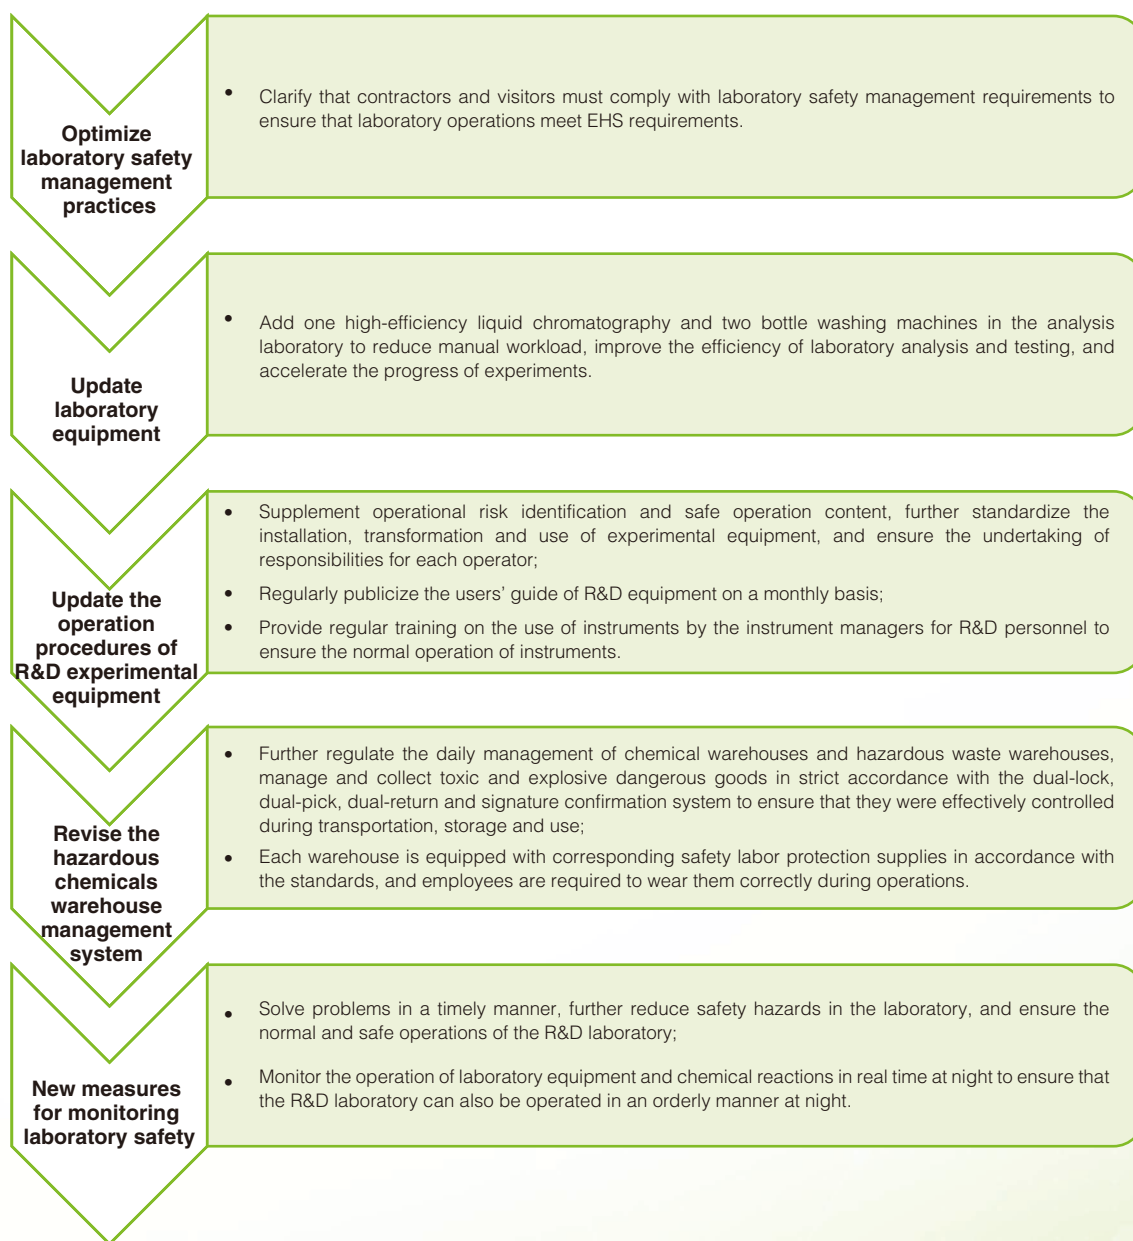 Optimize
laboratory safety
management
practices
• Clarify that contractors and visitors must comply with laboratory safety management requirements to
ensure that laboratory operations meet EHS requirements.
Update
laboratory
equipment
• Add one high-efficiency liquid chromatography and two bottle washing machines in the analysis
laboratory to reduce manual workload, improve the efficiency of laboratory analysis and testing, and
accelerate the progress of experiments.
Update the
operation
procedures of
R&D experimental
equipment
• Supplement operational risk identification and safe operation content, further standardize the
installation, transformation and use of experimental equipment, and ensure the undertaking of
responsibilities for each operator;
• Regularly publicize the users' guide of R&D equipment on a monthly basis;
• Provide regular training on the use of instruments by the instrument managers for R&D personnel to
ensure the normal operation of instruments.
Revise the
hazardous
chemicals
warehouse
management
system
• Further regulate the daily management of chemical warehouses and hazardous waste warehouses,
manage and collect toxic and explosive dangerous goods in strict accordance with the dual-lock,
dual-pick, dual-return and signature confirmation system to ensure that they were effectively controlled
during transportation, storage and use;
• Each warehouse is equipped with corresponding safety labor protection supplies in accordance with
the standards, and employees are required to wear them correctly during operations.
New measures
for monitoring
laboratory safety
• Solve problems in a timely manner, further reduce safety hazards in the laboratory, and ensure the
normal and safe operations of the R&D laboratory;
• Monitor the operation of laboratory equipment and chemical reactions in real time at night to ensure that
the R&D laboratory can also be operated in an orderly manner at night.